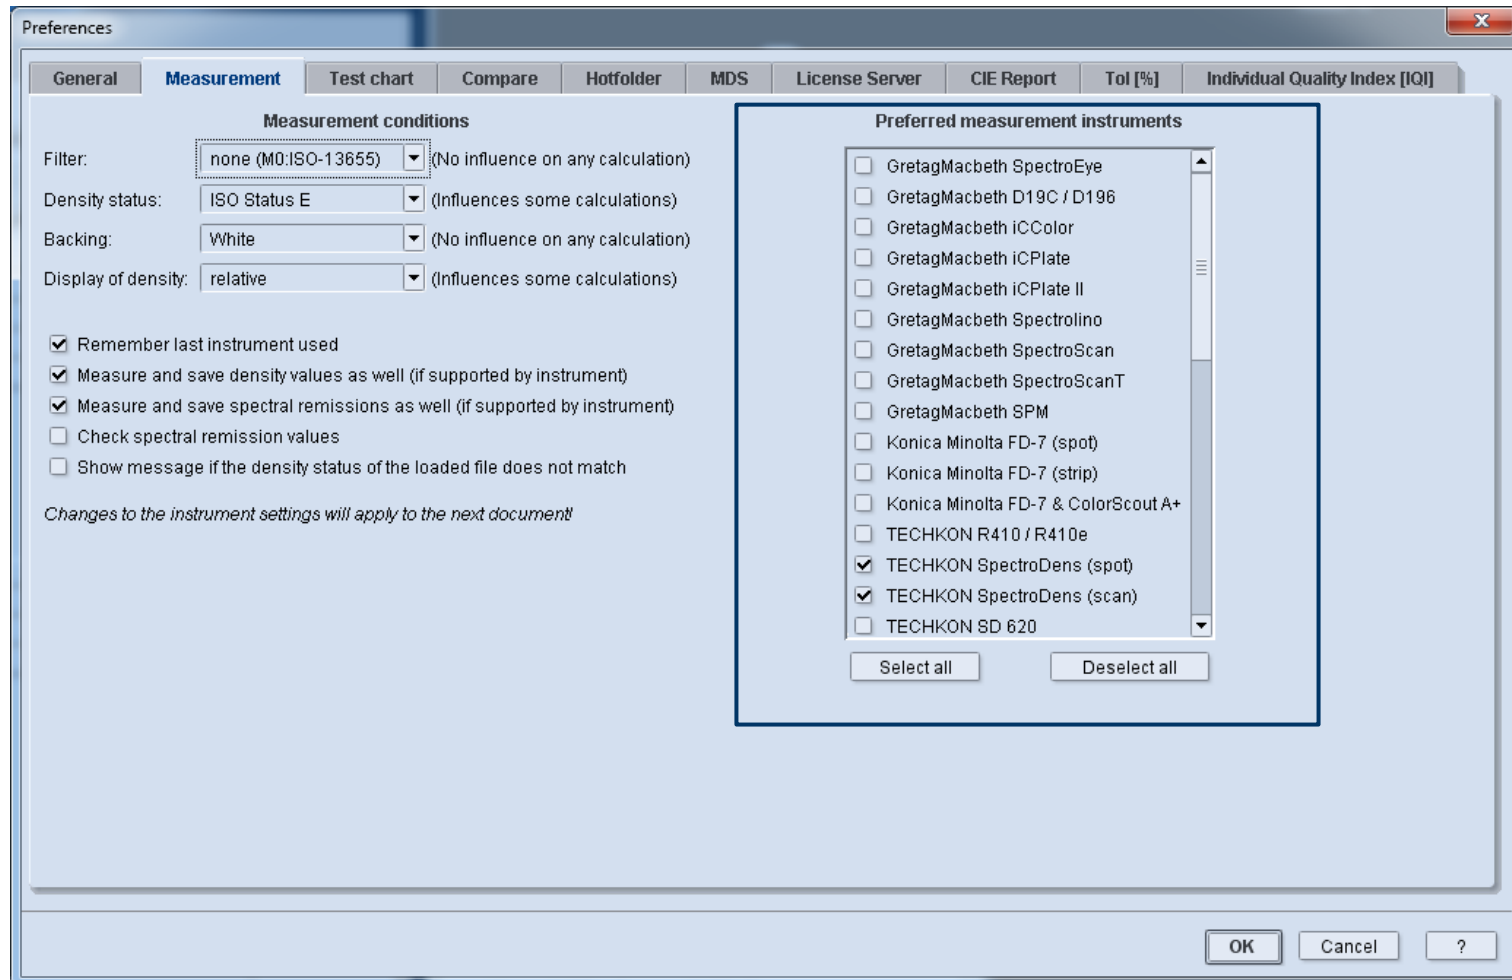 Preferences
General Measurement Test chart Compare Hotfolder MDS License Server CIE Report Tol [%] Individual Quality Index [IQI]
Measurement conditions
Filter: none (M0:ISO-13655) (No influence on any calculation)
Density status: ISO Status E (Influences some calculations)
Backing: White (No influence on any calculation)
Display of density: relative (Influences some calculations)
Remember last instrument used
Measure and save density values as well (if supported by instrument)
Measure and save spectral remissions as well (if supported by instrument)
Check spectral remission values
Show message if the density status of the loaded file does not match
Changes to the instrument settings will apply to the next document!
Preferred measurement instruments
GretagMacbeth SpectroEye
GretagMacbeth D19C / D196
GretagMacbeth iCColor
GretagMacbeth iCPlate
GretagMacbeth iCPlate II
GretagMacbeth Spectrolino
GretagMacbeth SpectroScan
GretagMacbeth SpectroScanT
GretagMacbeth SPM
Konica Minolta FD-7 (spot)
Konica Minolta FD-7 (strip)
Konica Minolta FD-7 & ColorScout A+
TECHKON R410 / R410e
TECHKON SpectroDens (spot)
TECHKON SpectroDens (scan)
TECHKON SD 620
Select all Deselect all
OK Cancel ?